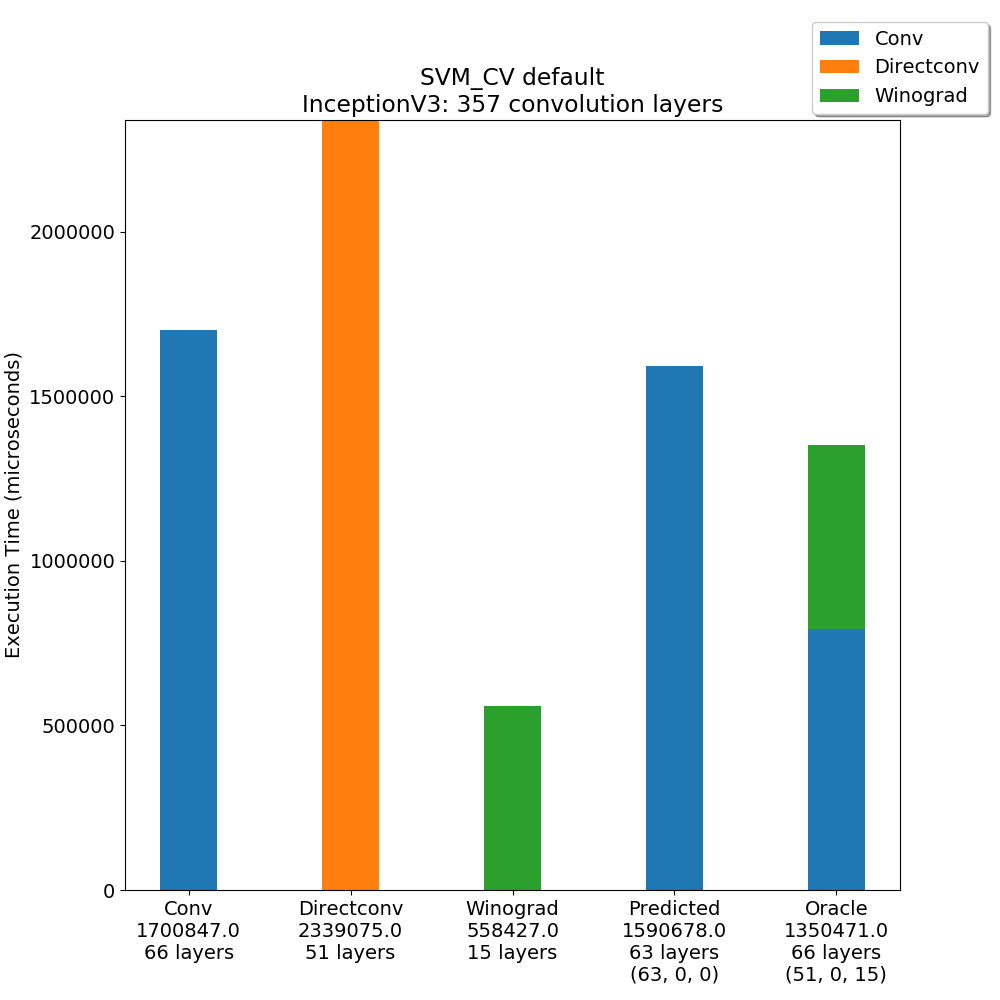 Conv
Directconv
Winograd
SVM_CV default
InceptionV3: 357 convolution layers
Execution Time (microseconds)
2000000
1500000
1000000
500000
0
Conv
1700847.0
66 layers
Directconv
2339075.0
51 layers
Winograd
558427.0
15 layers
Predicted
1590678.0
63 layers
(63, 0, 0)
Oracle
1350471.0
66 layers
(51, 0, 15)